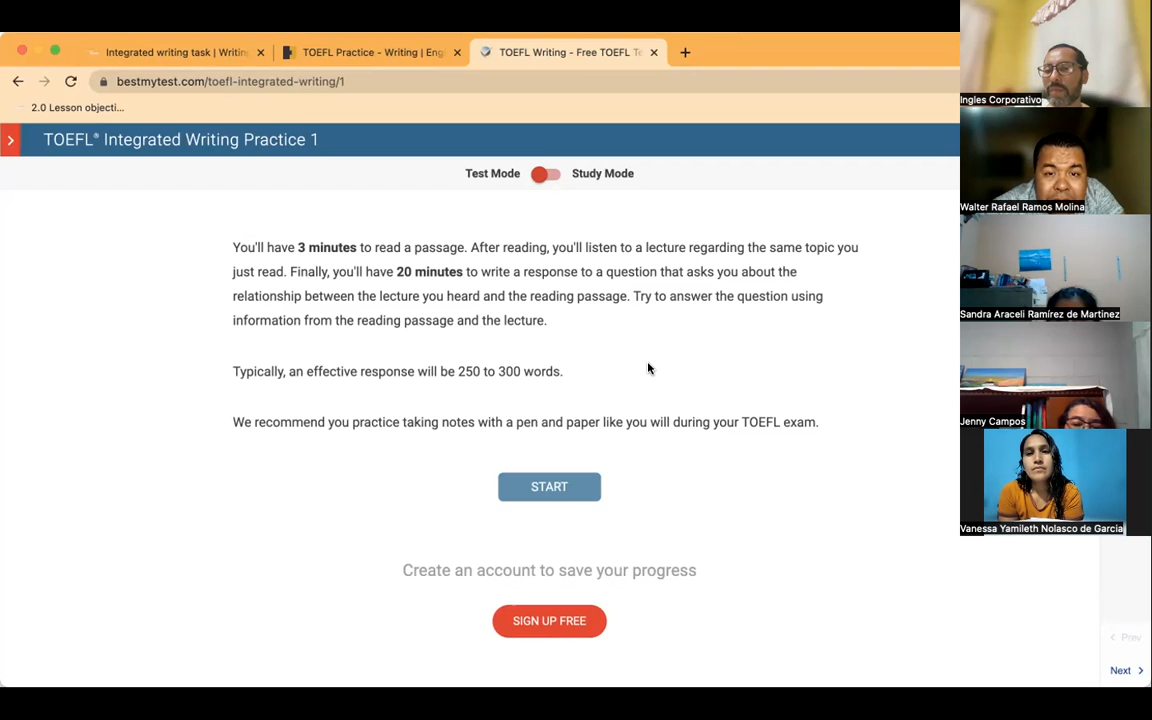 Integrated writing task | Writin
TOEFL Practice - Writing | Eng
TOEFL Writing - Free TOEFL Te
bestmytest.com/toefl-integrated-writing/1
2.0 Lesson objecti...
TOEFL® Integrated Writing Practice 1
Test Mode
Study Mode
You'll have 3 minutes to read a passage. After reading, you'll listen to a lecture regarding the same topic you
just read. Finally, you'll have 20 minutes to write a response to a question that asks you about the
relationship between the lecture you heard and the reading passage. Try to answer the question using
information from the reading passage and the lecture.
Typically, an effective response will be 250 to 300 words.
We recommend you practice taking notes with a pen and paper like you will during your TOEFL exam.
START
Create an account to save your progress
SIGN UP FREE
Prev
Next
Ingles Corporativo
Walter Rafael Ramos Molina
Sandra Araceli Ramírez de Martinez
Jenny Campos
Vanessa Yamileth Nolasco de Garcia